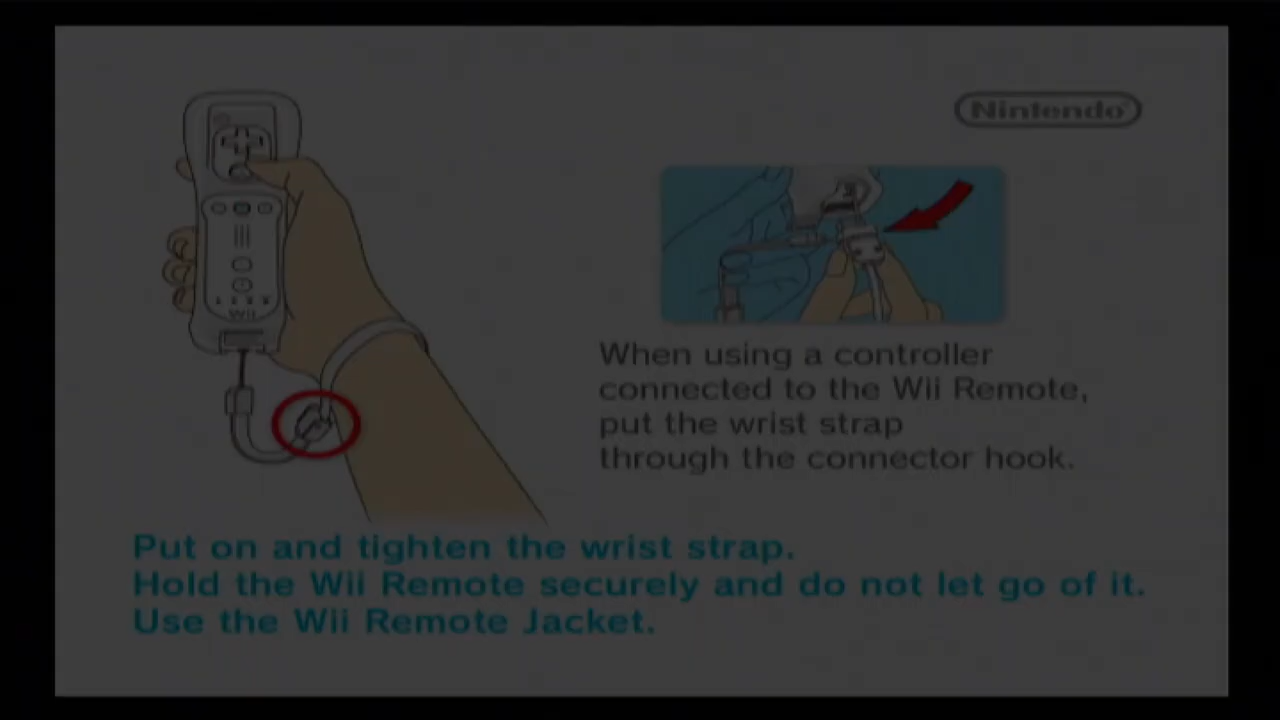 Nintendo
Wii
When using a controller
connected to the Wii Remote,
put the wrist strap
through the connector hook.
Put on and tighten the wrist strap.
Hold the Wii Remote securely and do not let go of it.
Use the Wii Remote Jacket.